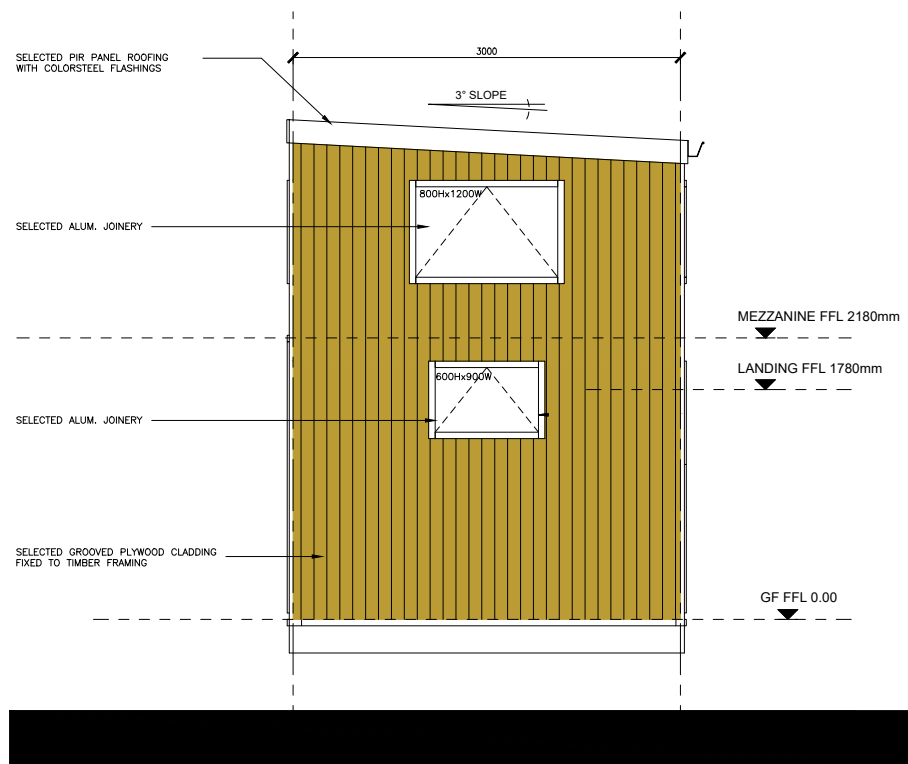 3000
SELECTED PIR PANEL ROOFING
WITH COLORSTEEL FLASHINGS
3° SLOPE
800Hx1200W
SELECTED ALUM. JOINERY
MEZZANINE FFL 2180mm
LANDING FFL 1780mm
600Hx900W
SELECTED ALUM. JOINERY
SELECTED GROOVED PLYWOOD CLADDING
FIXED TO TIMBER FRAMING
GF FFL 0.00